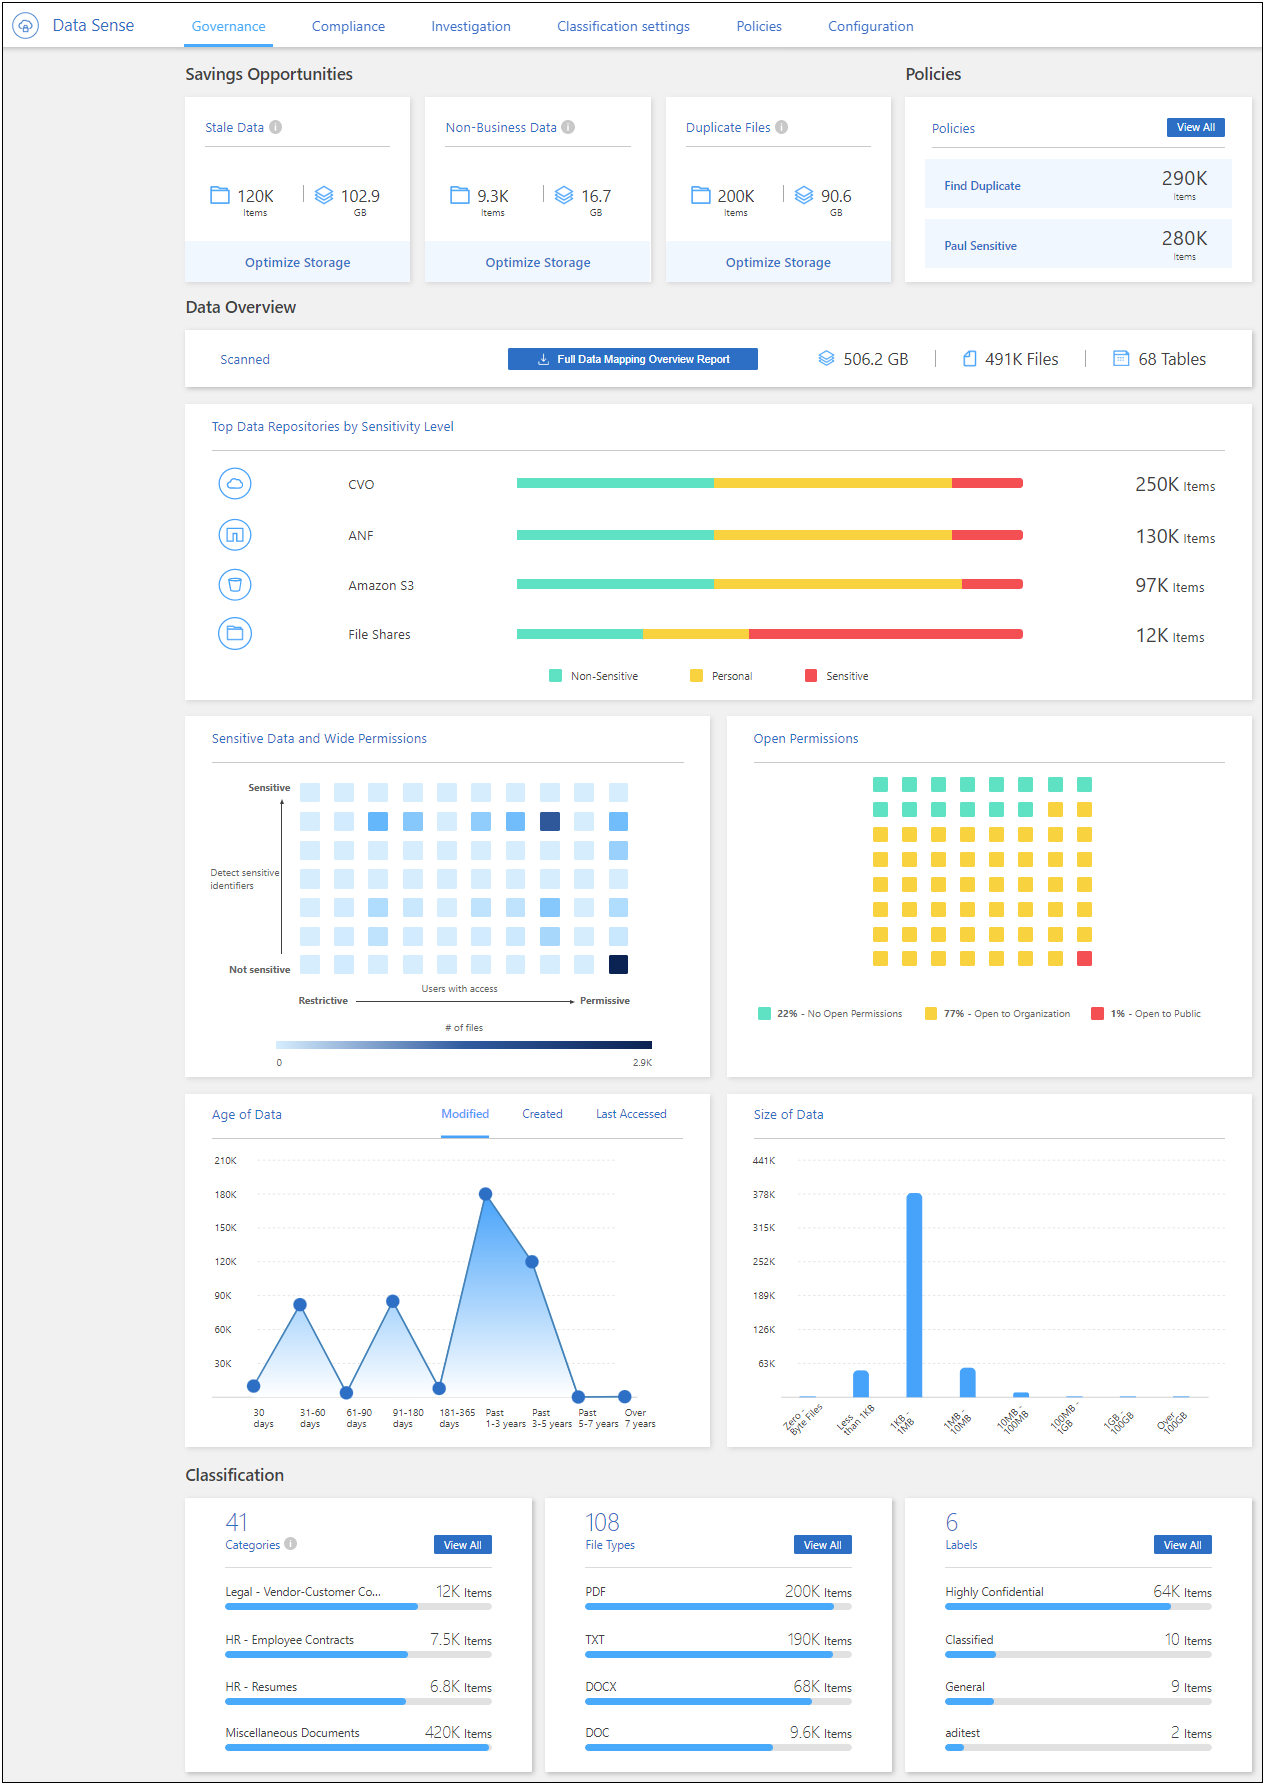 Data Sense
Governance
Compliance
Investigation
Classification settings
Policies
Configuration
Savings Opportunities
Policies
Stale Data
120K
Items
102.9
GB
Optimize Storage
Non-Business Data
9.3K
Items
16.7
GB
Optimize Storage
Duplicate Files
200K
Items
90.6
GB
Optimize Storage
Policies
View All
Find Duplicate
290K
Items
Paul Sensitive
280K
Items
Data Overview
Scanned
Full Data Mapping Overview Report
506.2 GB
491K Files
68 Tables
Top Data Repositories by Sensitivity Level
CVO
250K Items
ANF
130K Items
Amazon S3
97K Items
File Shares
12K Items
Non-Sensitive
Personal
Sensitive
Sensitive Data and Wide Permissions
Sensitive
Detect sensitive
identifiers
Not sensitive
Users with access
Restrictive
Permissive
# of files
0
2.9K
Open Permissions
22% - No Open Permissions
77% - Open to Organization
1% - Open to Public
Age of Data
Modified
Created
Last Accessed
210K
180K
150K
120K
90K
60K
30K
30
days
31-60
days
61-90
days
91-180
days
181-365
days
Past
1-3 years
Past
3-5 years
Past
5-7 years
Over
7 years
Size of Data
441K
378K
315K
252K
189K
126K
63K
Zero -
Byte Files
Less
than 1KB
1KB -
1MB
1MB -
10MB
10MB -
100MB
100MB -
1GB
1GB -
100GB
Over
100GB
Classification
41
Categories
View All
Legal - Vendor-Customer Co...
12K Items
HR - Employee Contracts
7.5K Items
HR - Resumes
6.8K Items
Miscellaneous Documents
420K Items
108
File Types
View All
PDF
200K Items
TXT
190K Items
DOCX
68K Items
DOC
9.6K Items
6
Labels
View All
Highly Confidential
64K Items
Classified
10 Items
General
9 Items
aditest
2 Items